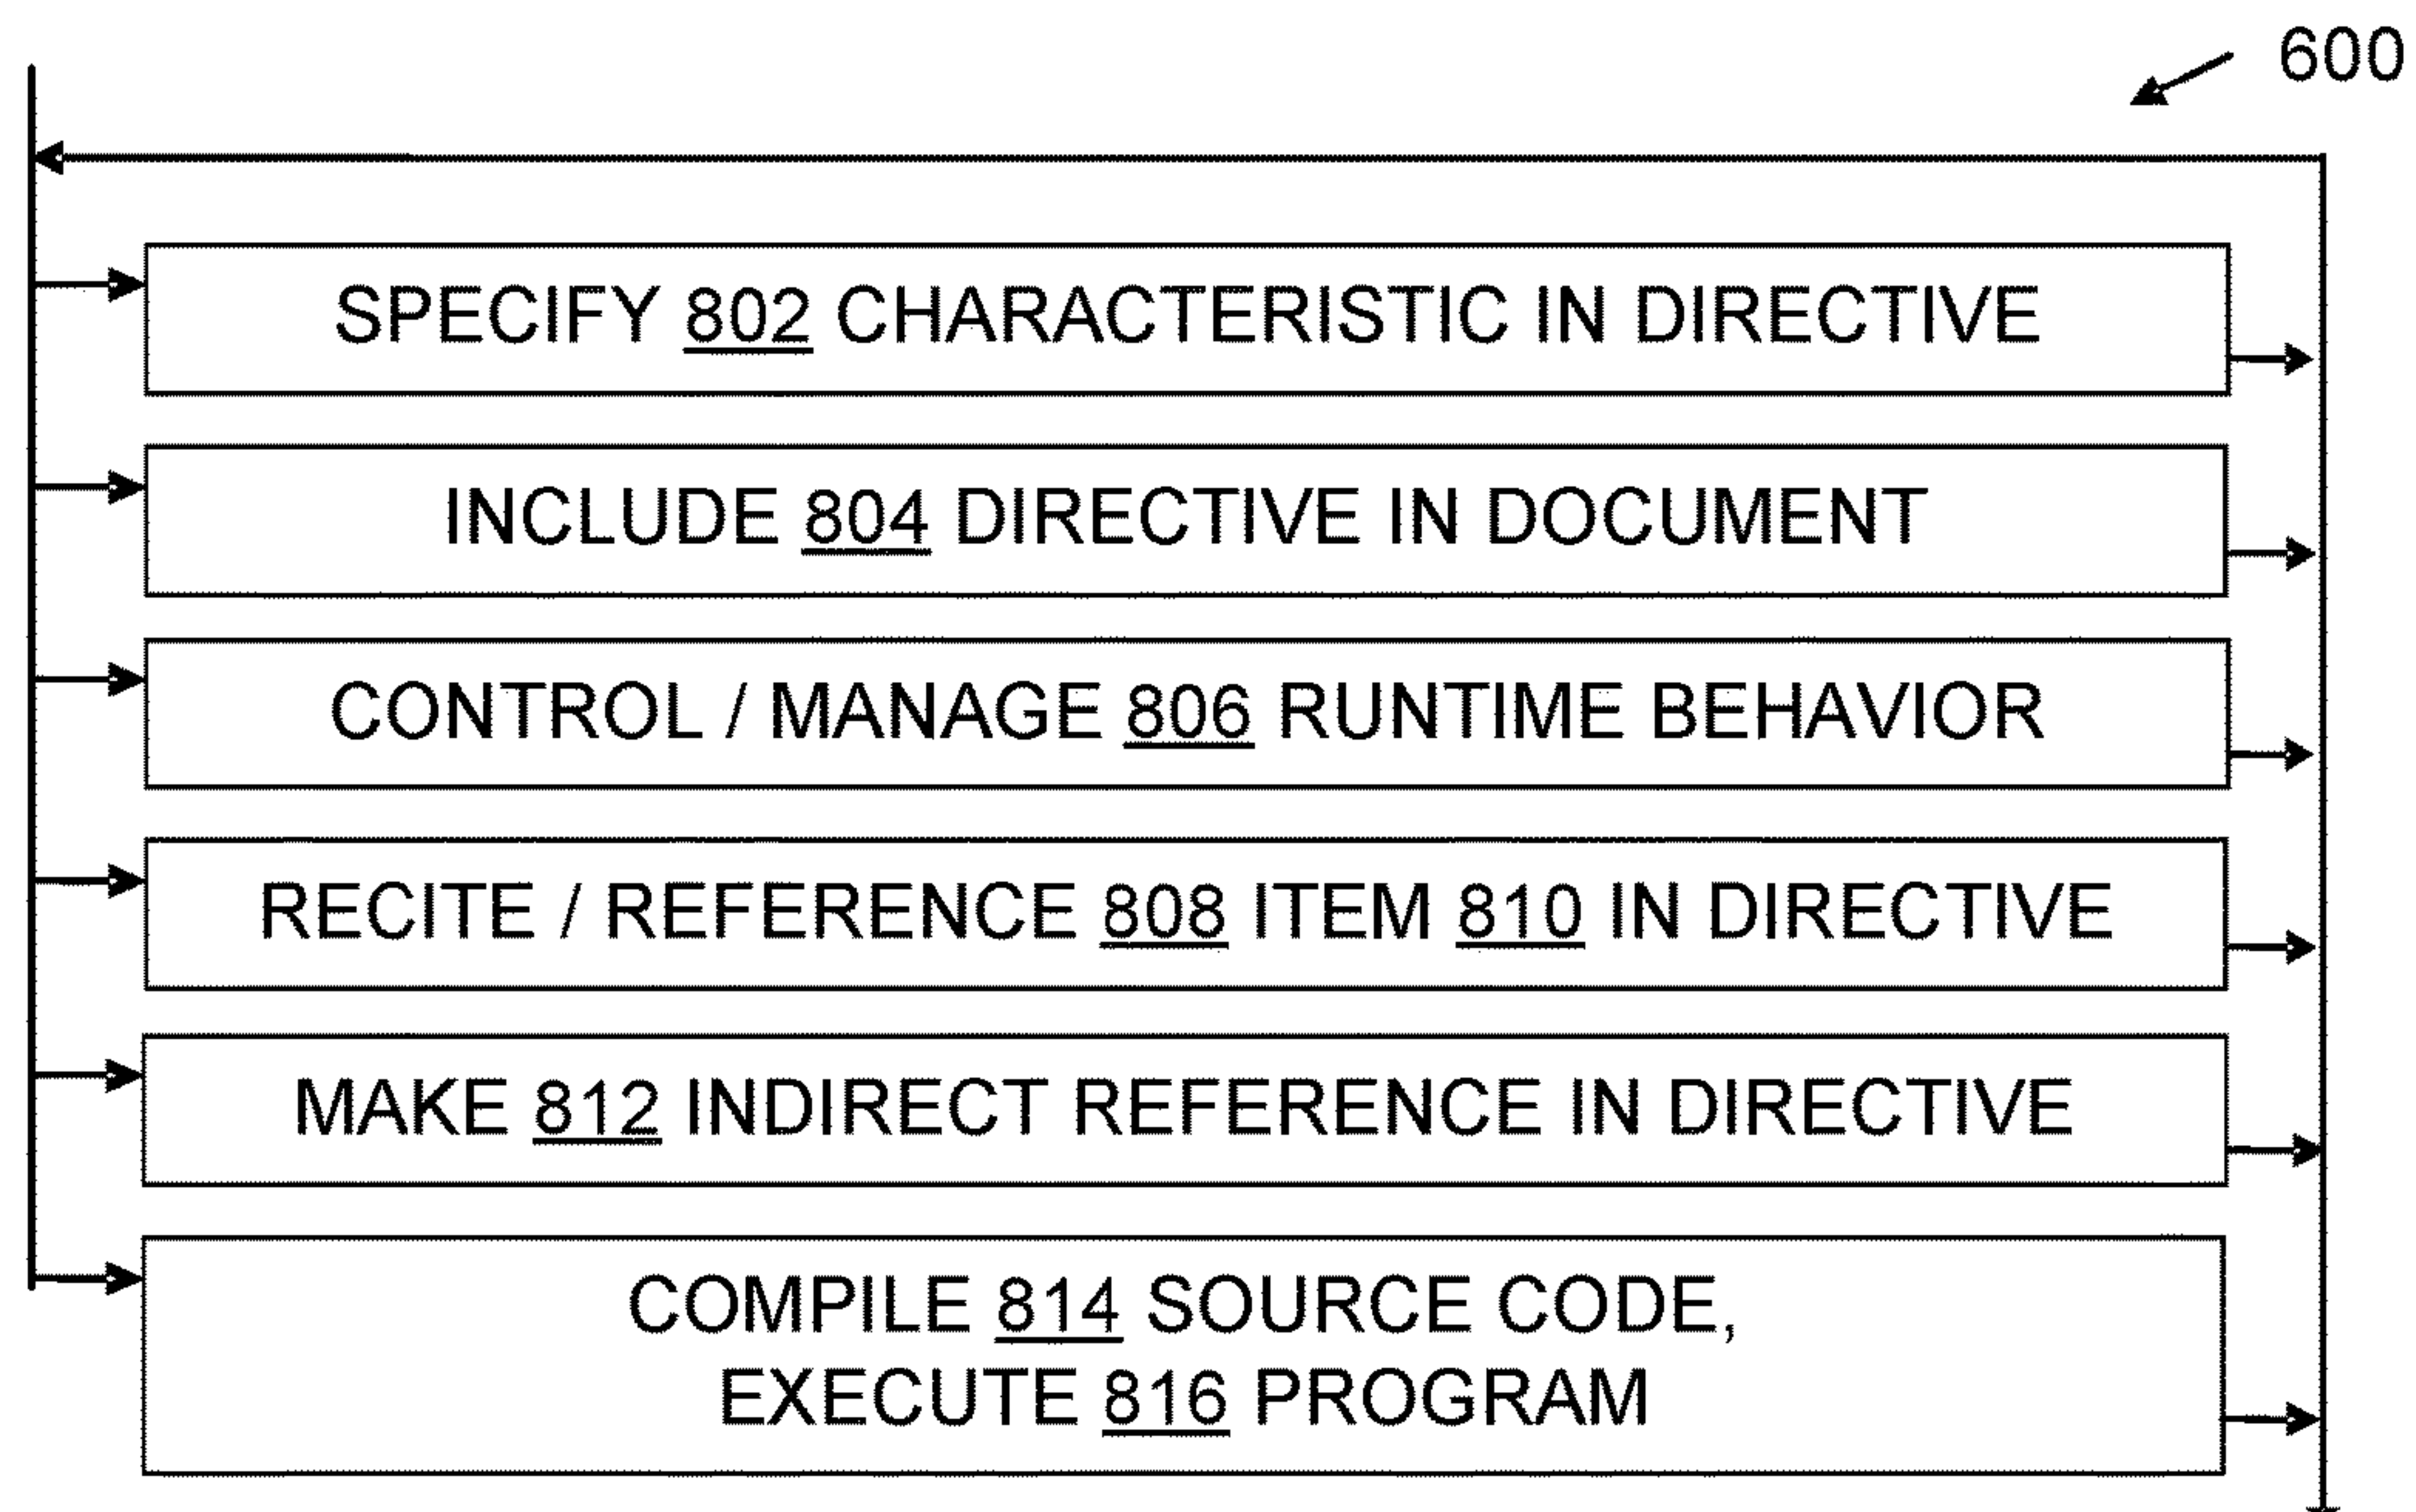 600
SPECIFY 802 CHARACTERISTIC IN DIRECTIVE
INCLUDE 804 DIRECTIVE IN DOCUMENT
CONTROL / MANAGE 806 RUNTIME BEHAVIOR
RECITE / REFERENCE 808 ITEM 810 IN DIRECTIVE
MAKE 812 INDIRECT REFERENCE IN DIRECTIVE
COMPILE 814 SOURCE CODE,
EXECUTE 816 PROGRAM